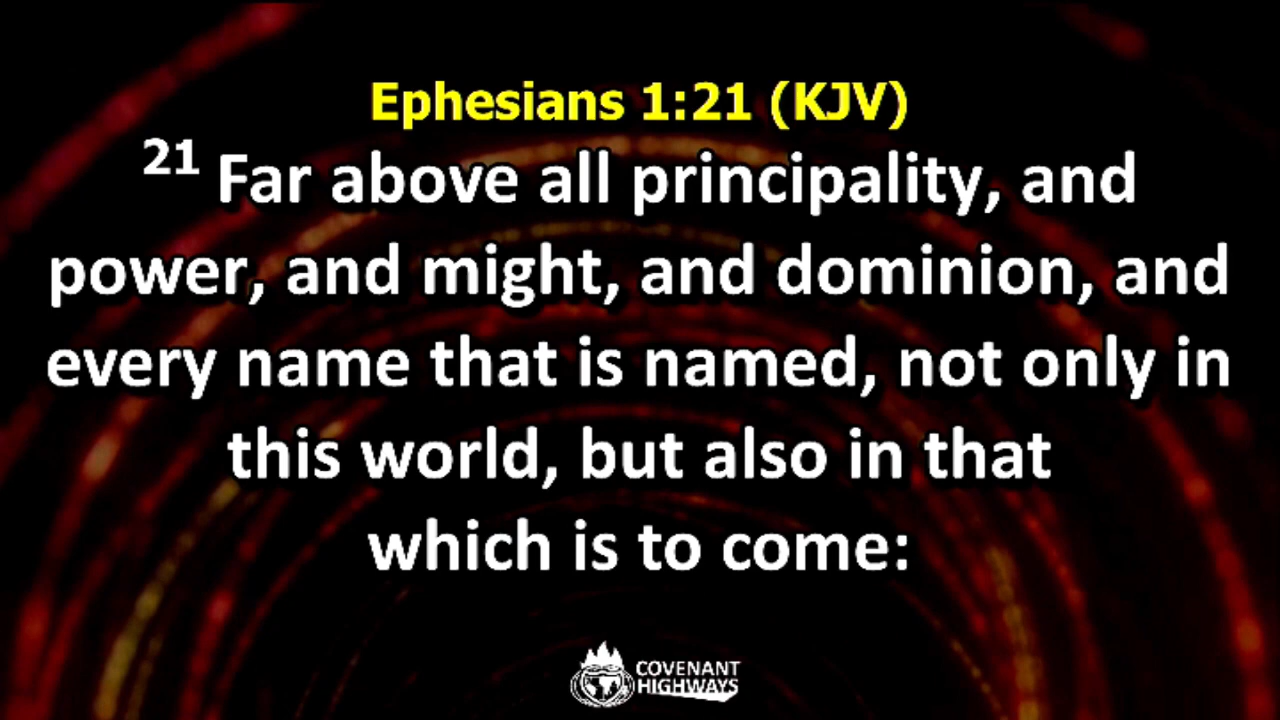 Ephesians 1:21 (KJV)
21 Far above all principality, and
power, and might, and dominion, and
every name that is named, not only in
this world, but also in that
which is to come:
COVENANT
HIGHWAYS